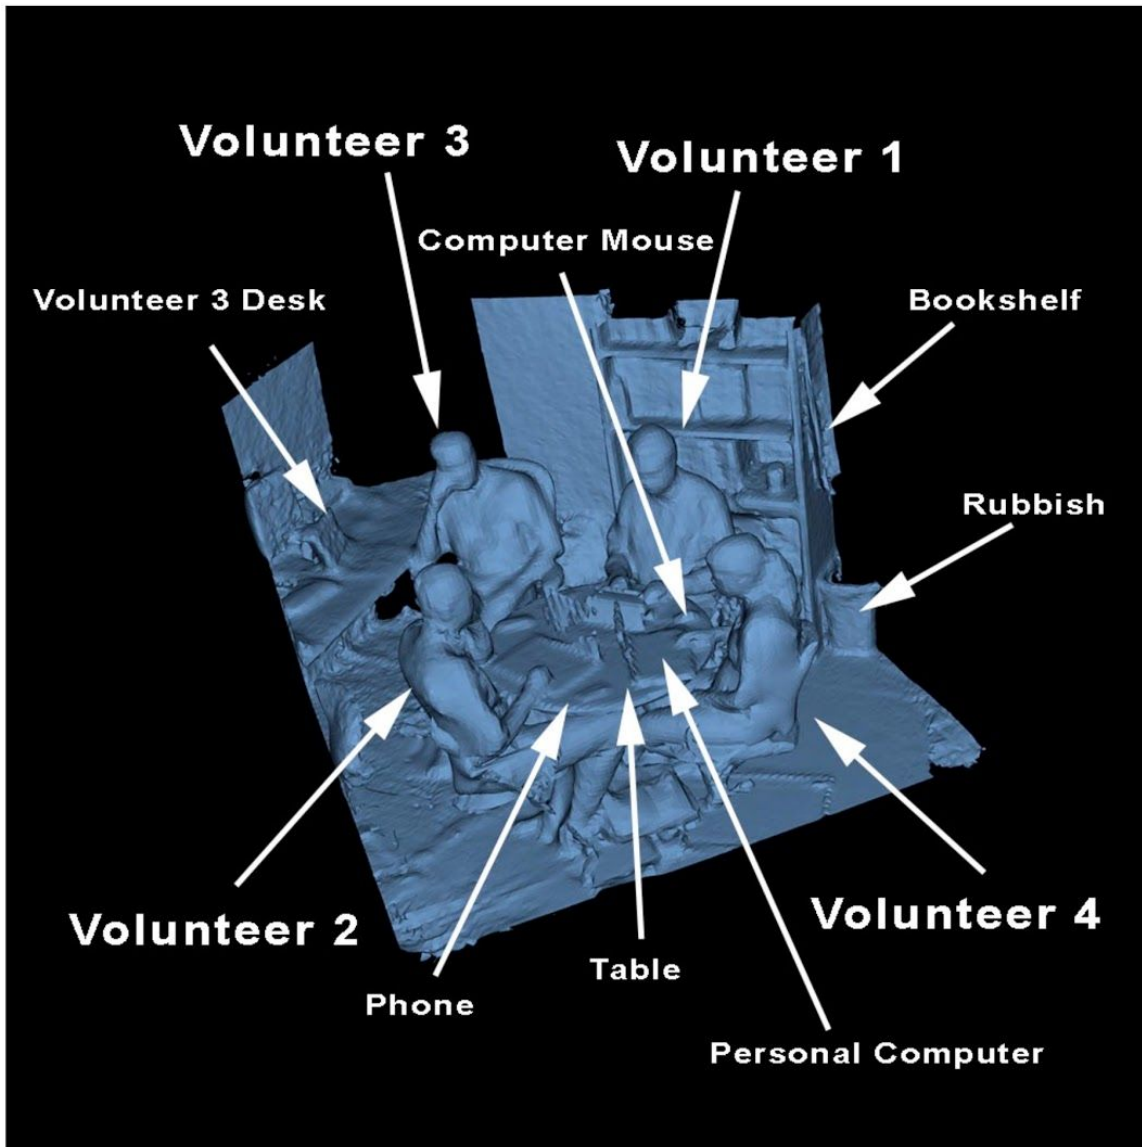 Volunteer 3
Volunteer 1
Computer Mouse
Volunteer 3 Desk
Bookshelf
Rubbish
Volunteer 2
Volunteer 4
Table
Phone
Personal Computer